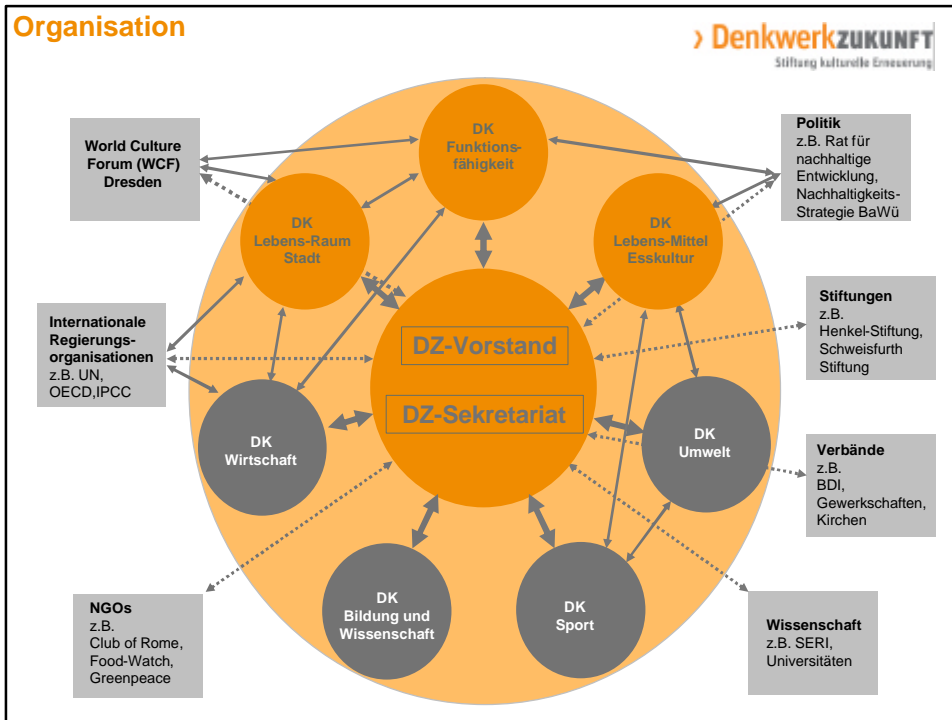 Organisation
› DenkwerkZUKUNFT
Stiftung kulturelle Erneuerung
World Culture
Forum (WCF)
Dresden
DK
Funktions-
fähigkeit
Politik
z.B. Rat für
nachhaltige
Entwicklung,
Nachhaltigkeits-
Strategie BaWü
DK
Lebens-Raum
Stadt
DK
Lebens-Mittel
Esskultur
Internationale
Regierungs-
organisationen
z.B. UN,
OECD,IPCC
DZ-Vorstand
DZ-Sekretariat
Stiftungen
z.B.
Henkel-Stiftung,
Schweisfurth
Stiftung
DK
Wirtschaft
DK
Umwelt
Verbände
z.B.
BDI,
Gewerkschaften,
Kirchen
NGOs
z.B.
Club of Rome,
Food-Watch,
Greenpeace
DK
Bildung und
Wissenschaft
DK
Sport
Wissenschaft
z.B. SERI,
Universitäten